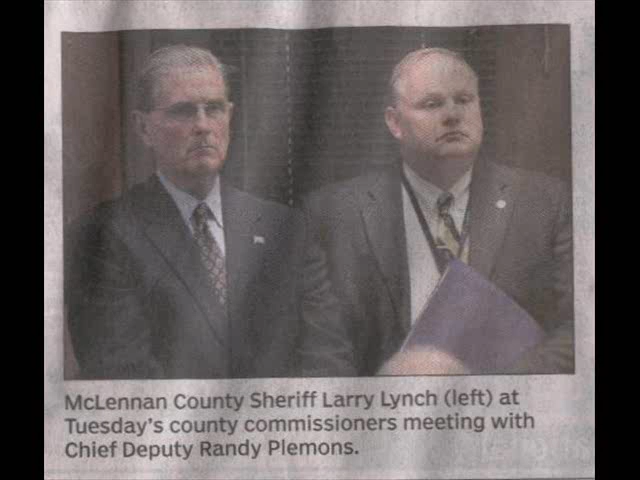 McLennan County Sheriff Larry Lynch (left) at
Tuesday's county commissioners meeting with
Chief Deputy Randy Plemons.